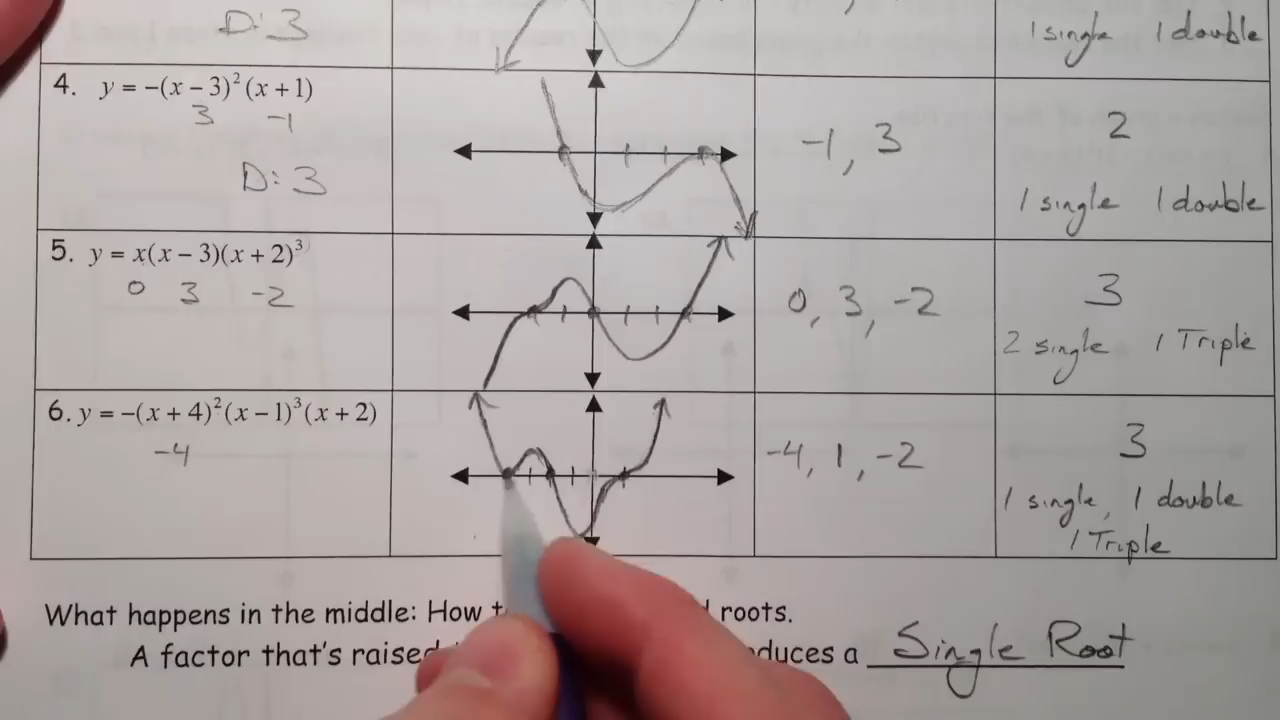 D: 3
1 single 1 double
4. y = -(x - 3)²(x + 1)
3 -1
D: 3
-1, 3
2
1 single 1 double
5. y = x(x - 3)(x + 2)³
0 3 -2
0, 3, -2
3
2 single 1 Triple
6. y = -(x + 4)²(x - 1)³(x + 2)
-4
-4, 1, -2
3
1 single, 1 double
1 Triple
What happens in the middle: How roots.
A factor that's raised a Single Root